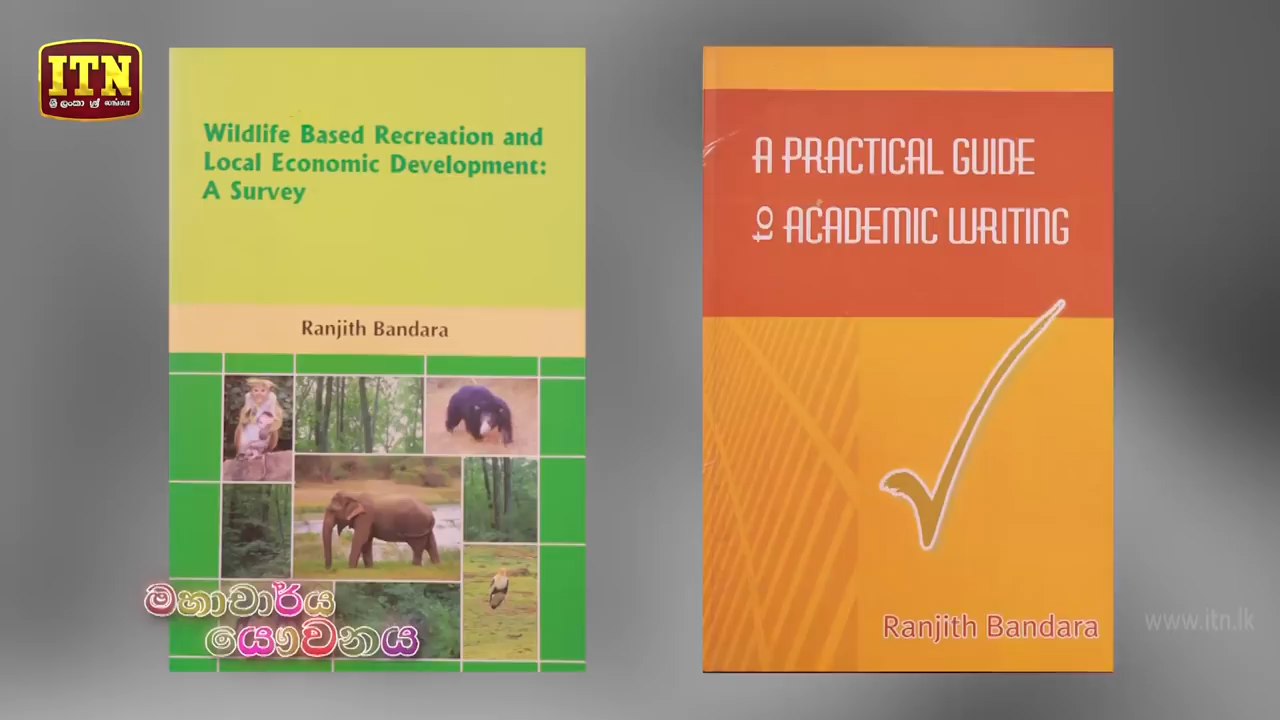 ITN
ශ්‍රී ලංකා ஸ்ரீ லங்கா
Wildlife Based Recreation and
Local Economic Development:
A Survey
Ranjith Bandara
මහාචාර්ය
යෞවනය
A PRACTICAL GUIDE
to ACADEMIC WRITING
Ranjith Bandara
www.itn.lk